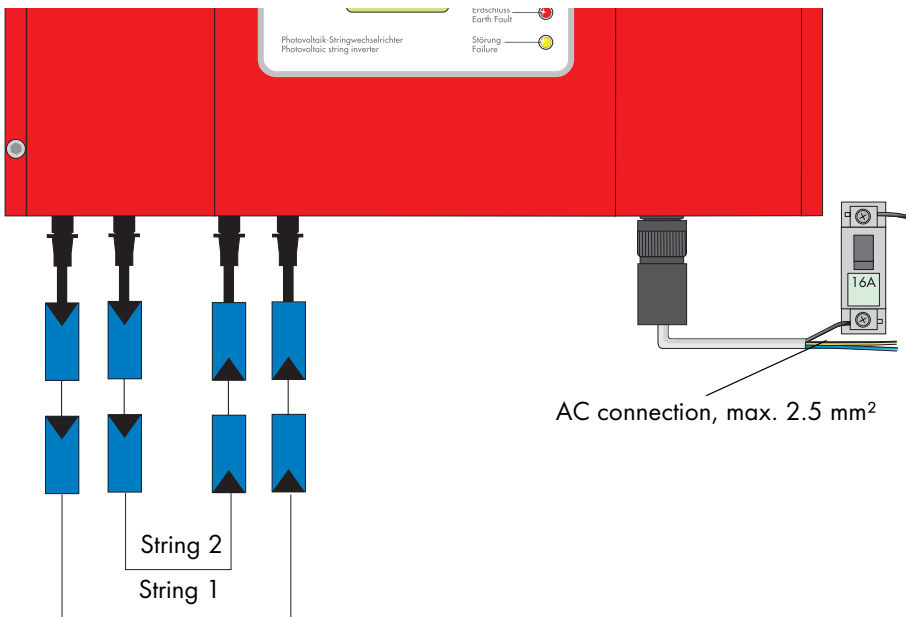 Erdschluss
Earth Fault
Photovoltaik-Stringwechselrichter
Photovoltaic string inverter
Störung
Failure
16A
AC connection, max. 2.5 mm²
String 2
String 1